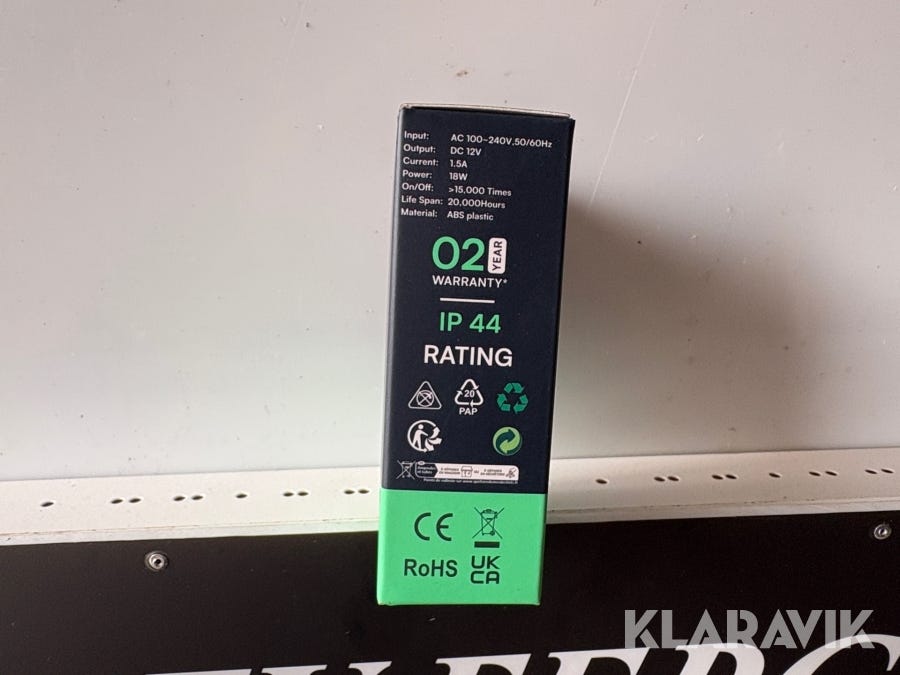 Input: AC 100~240V,50/60Hz
Output: DC 12V
Current: 1.5A
Power: 18W
On/Off: >15,000 Times
Life Span: 20,000Hours
Material: ABS plastic
02 YEAR
WARRANTY*
IP 44
RATING
20
PAP
CE
RoHS
UK
CA
KLARAVIK